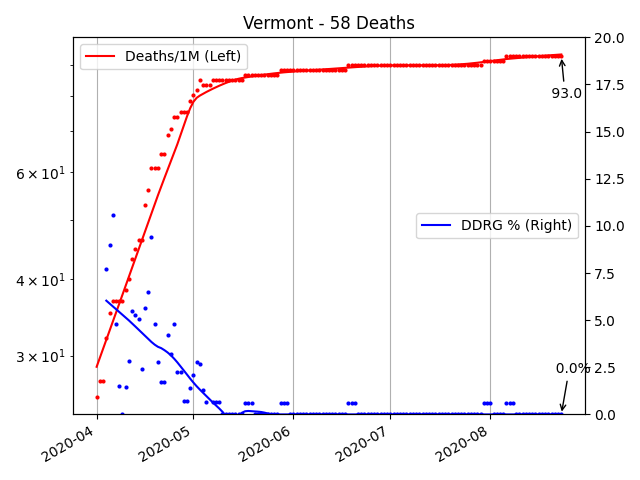 Vermont - 58 Deaths
Deaths/1M (Left)
DDRG % (Right)
93.0
0.0%
6 × 10¹
4 × 10¹
3 × 10¹
20.0
17.5
15.0
12.5
10.0
7.5
5.0
2.5
0.0
2020-04
2020-05
2020-06
2020-07
2020-08